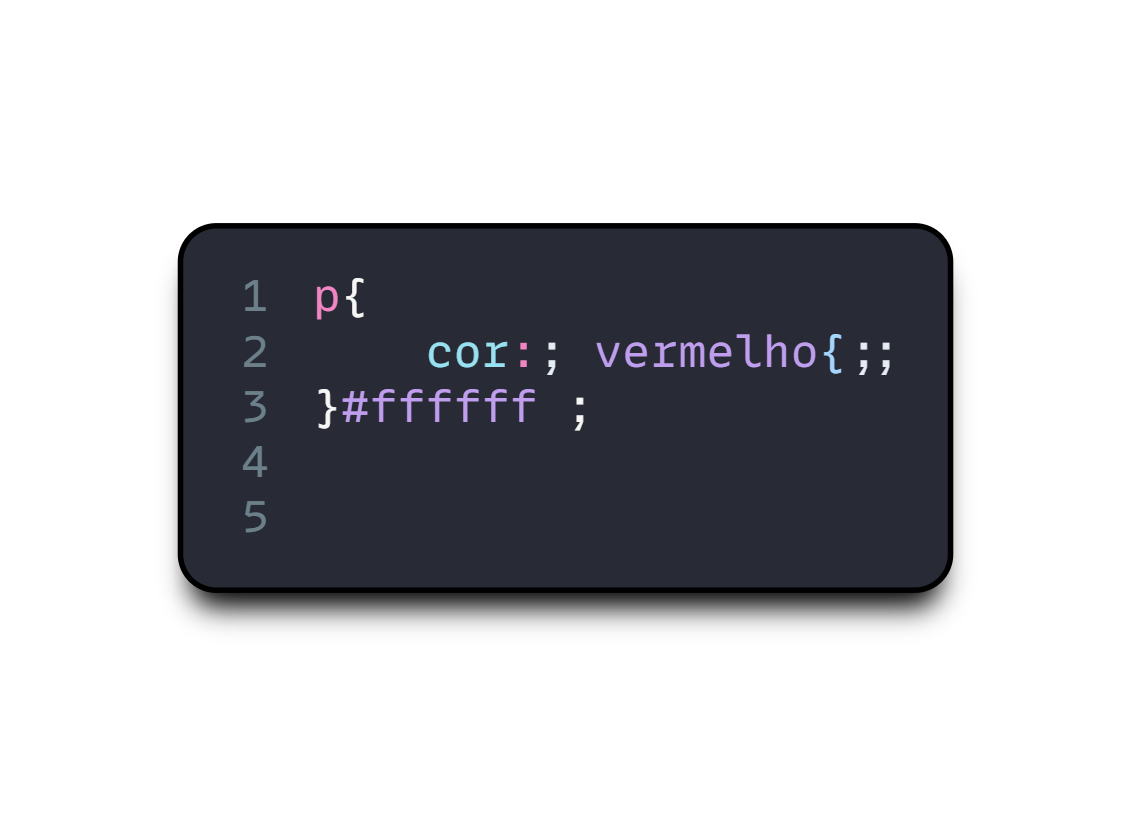 1 p{
2 cor:; vermelho{;;
3 }#ffffff ;
4
5